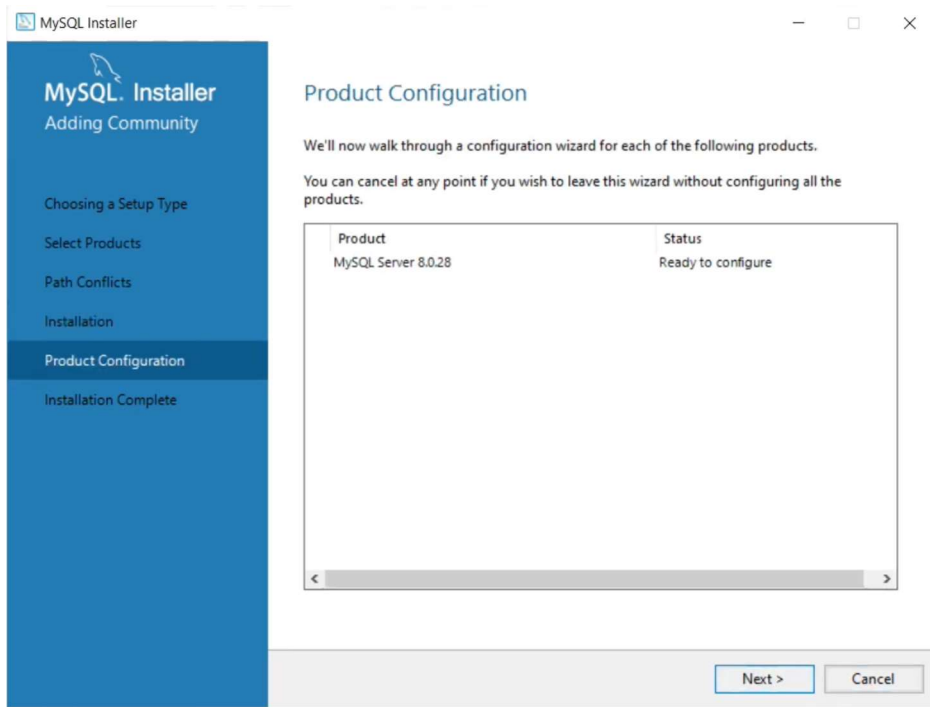 MySQL Installer
MySQL. Installer
Adding Community
Choosing a Setup Type
Select Products
Path Conflicts
Installation
Product Configuration
Installation Complete
Product Configuration
We'll now walk through a configuration wizard for each of the following products.
You can cancel at any point if you wish to leave this wizard without configuring all the
products.
Product Status
MySQL Server 8.0.28 Ready to configure
Next >
Cancel